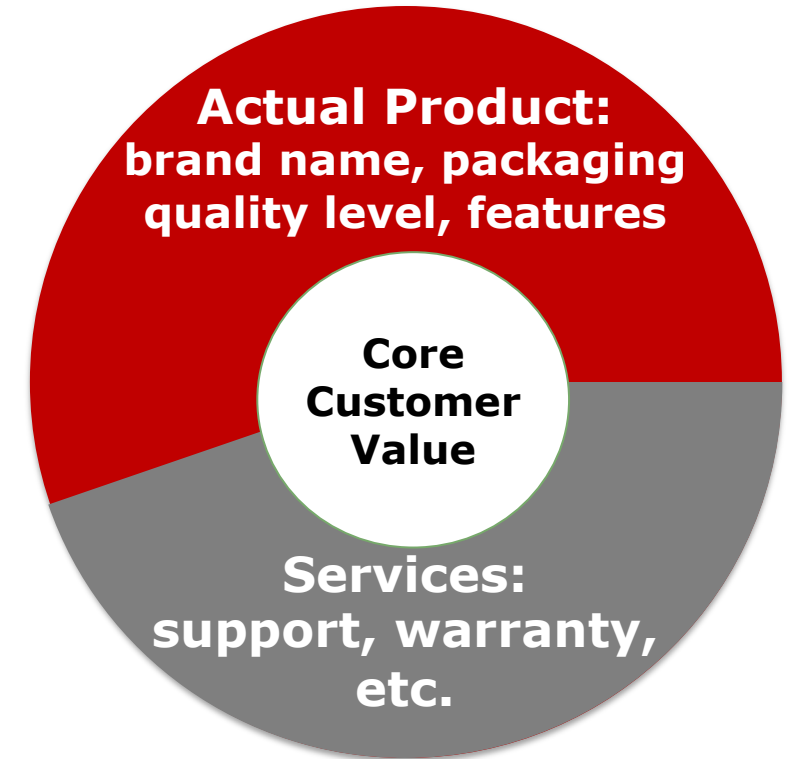 Actual Product:
brand name, packaging
quality level, features
Core
Customer
Value
Services:
support, warranty,
etc.